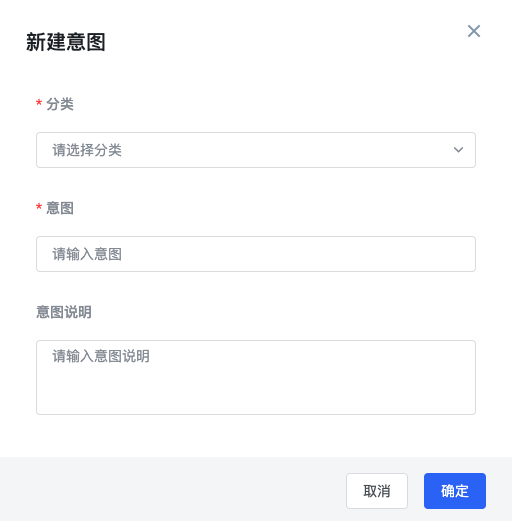 新建意图
* 分类
请选择分类
* 意图
请输入意图
意图说明
请输入意图说明
取消
确定